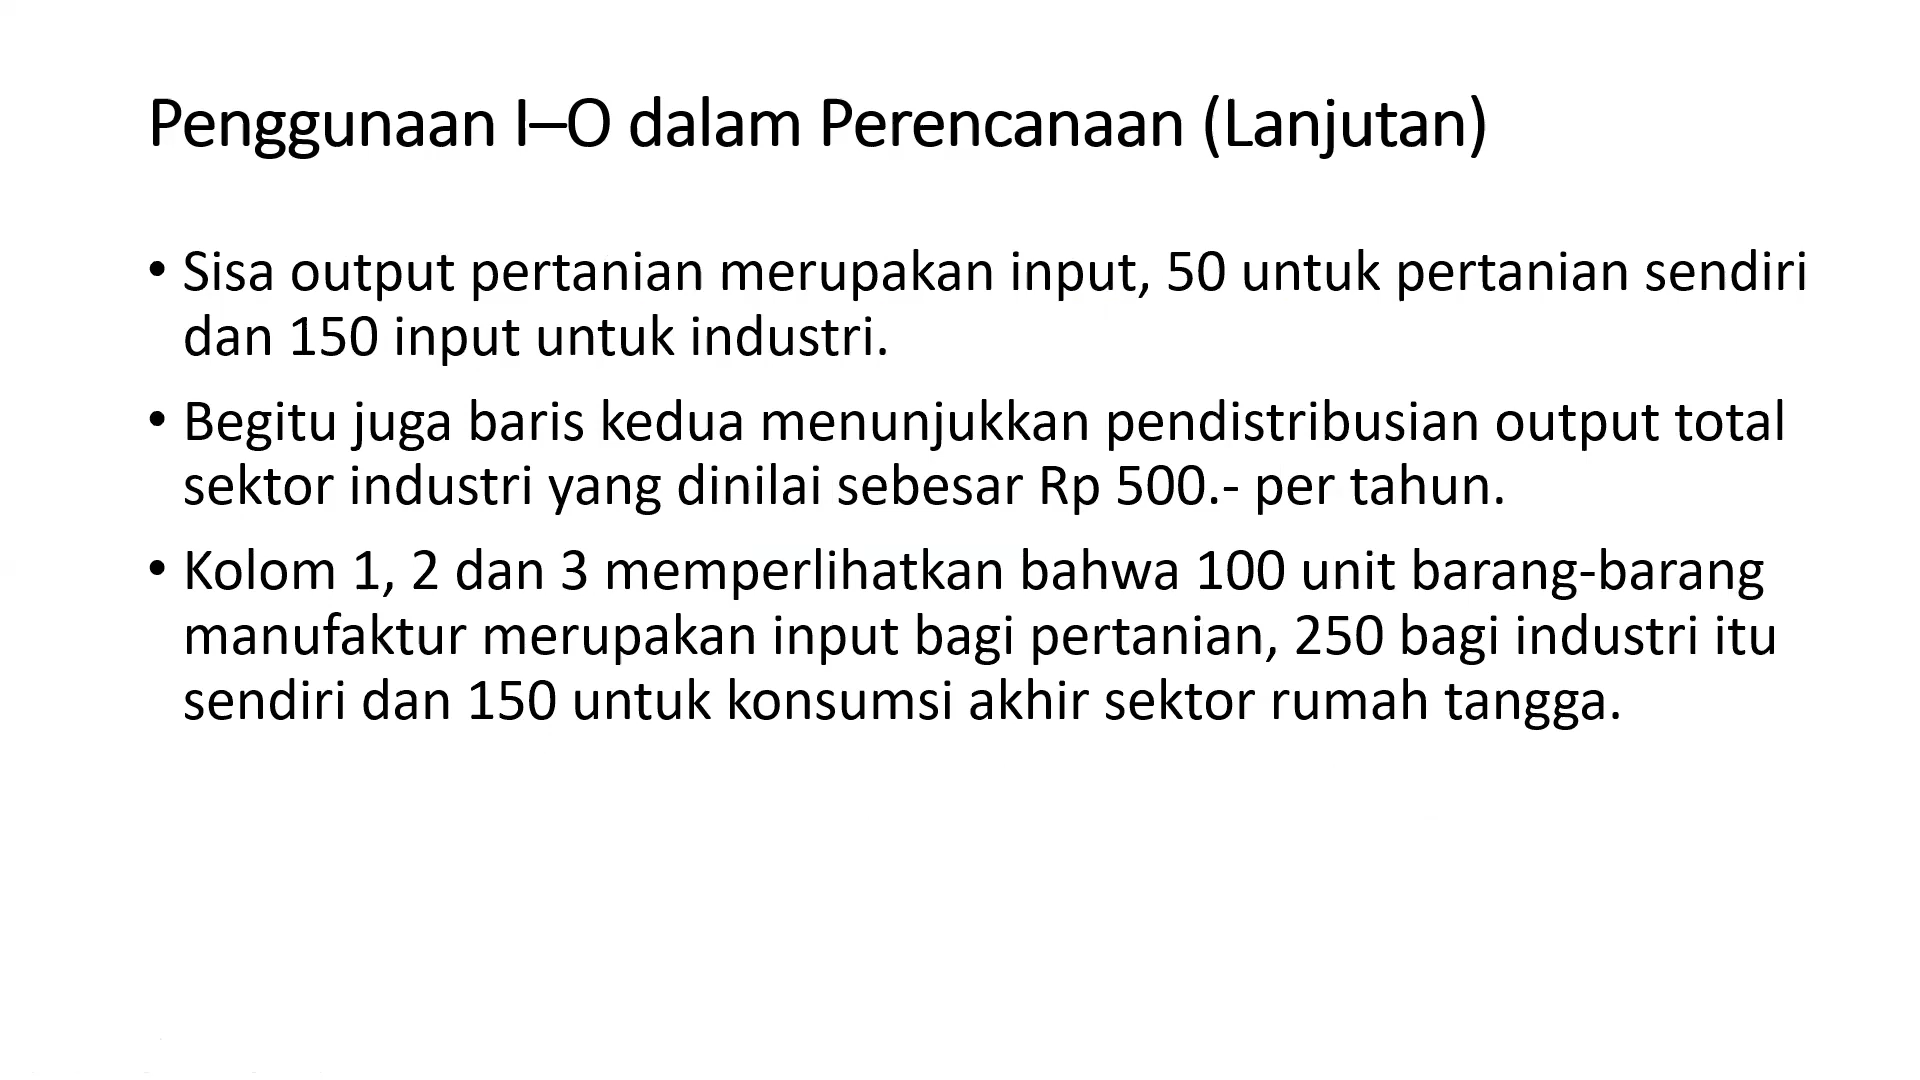 Penggunaan I–O dalam Perencanaan (Lanjutan)
• Sisa output pertanian merupakan input, 50 untuk pertanian sendiri
dan 150 input untuk industri.
• Begitu juga baris kedua menunjukkan pendistribusian output total
sektor industri yang dinilai sebesar Rp 500.- per tahun.
• Kolom 1, 2 dan 3 memperlihatkan bahwa 100 unit barang-barang
manufaktur merupakan input bagi pertanian, 250 bagi industri itu
sendiri dan 150 untuk konsumsi akhir sektor rumah tangga.